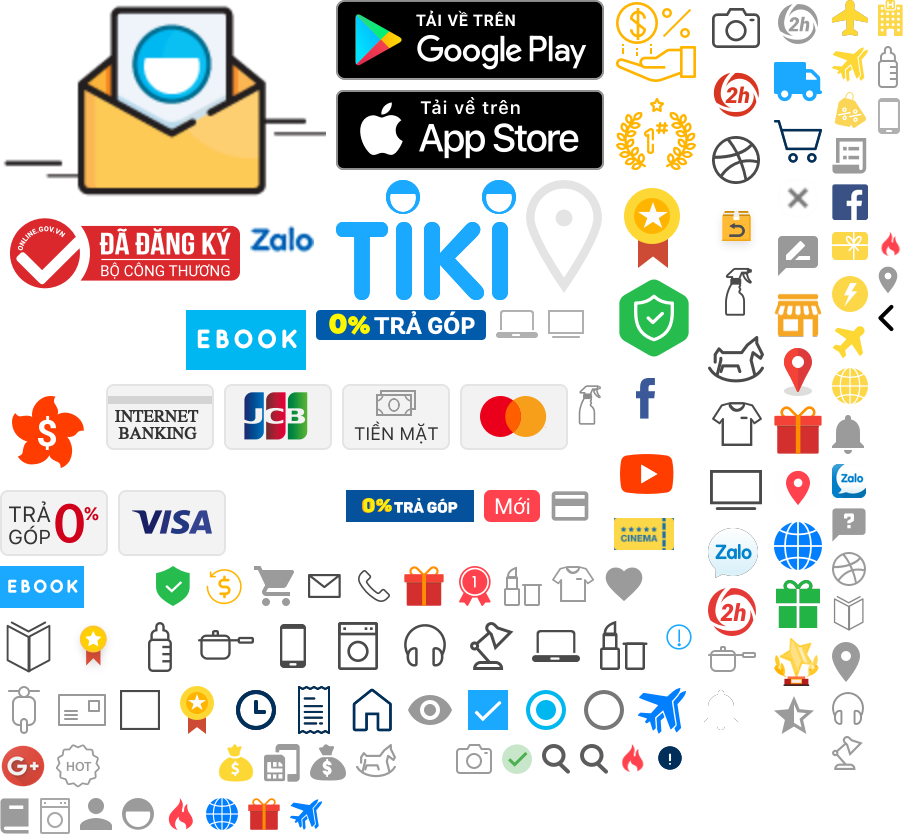 TẢI VỀ TRÊN
Google Play
Tải về trên
App Store
$ %
2h
2h
1#
ONLINE.GOV.VN
ĐÃ ĐĂNG KÝ
BỘ CÔNG THƯƠNG
Zalo
TIKI
EBOOK
0% TRẢ GÓP
INTERNET
BANKING
JCB
TIỀN MẶT
$
f
f
TRẢ
GÓP 0%
VISA
0% TRẢ GÓP
Mới
CINEMA
Zalo
Zalo
?
EBOOK
$
1
!
2h
G+
HOT
$
$
!